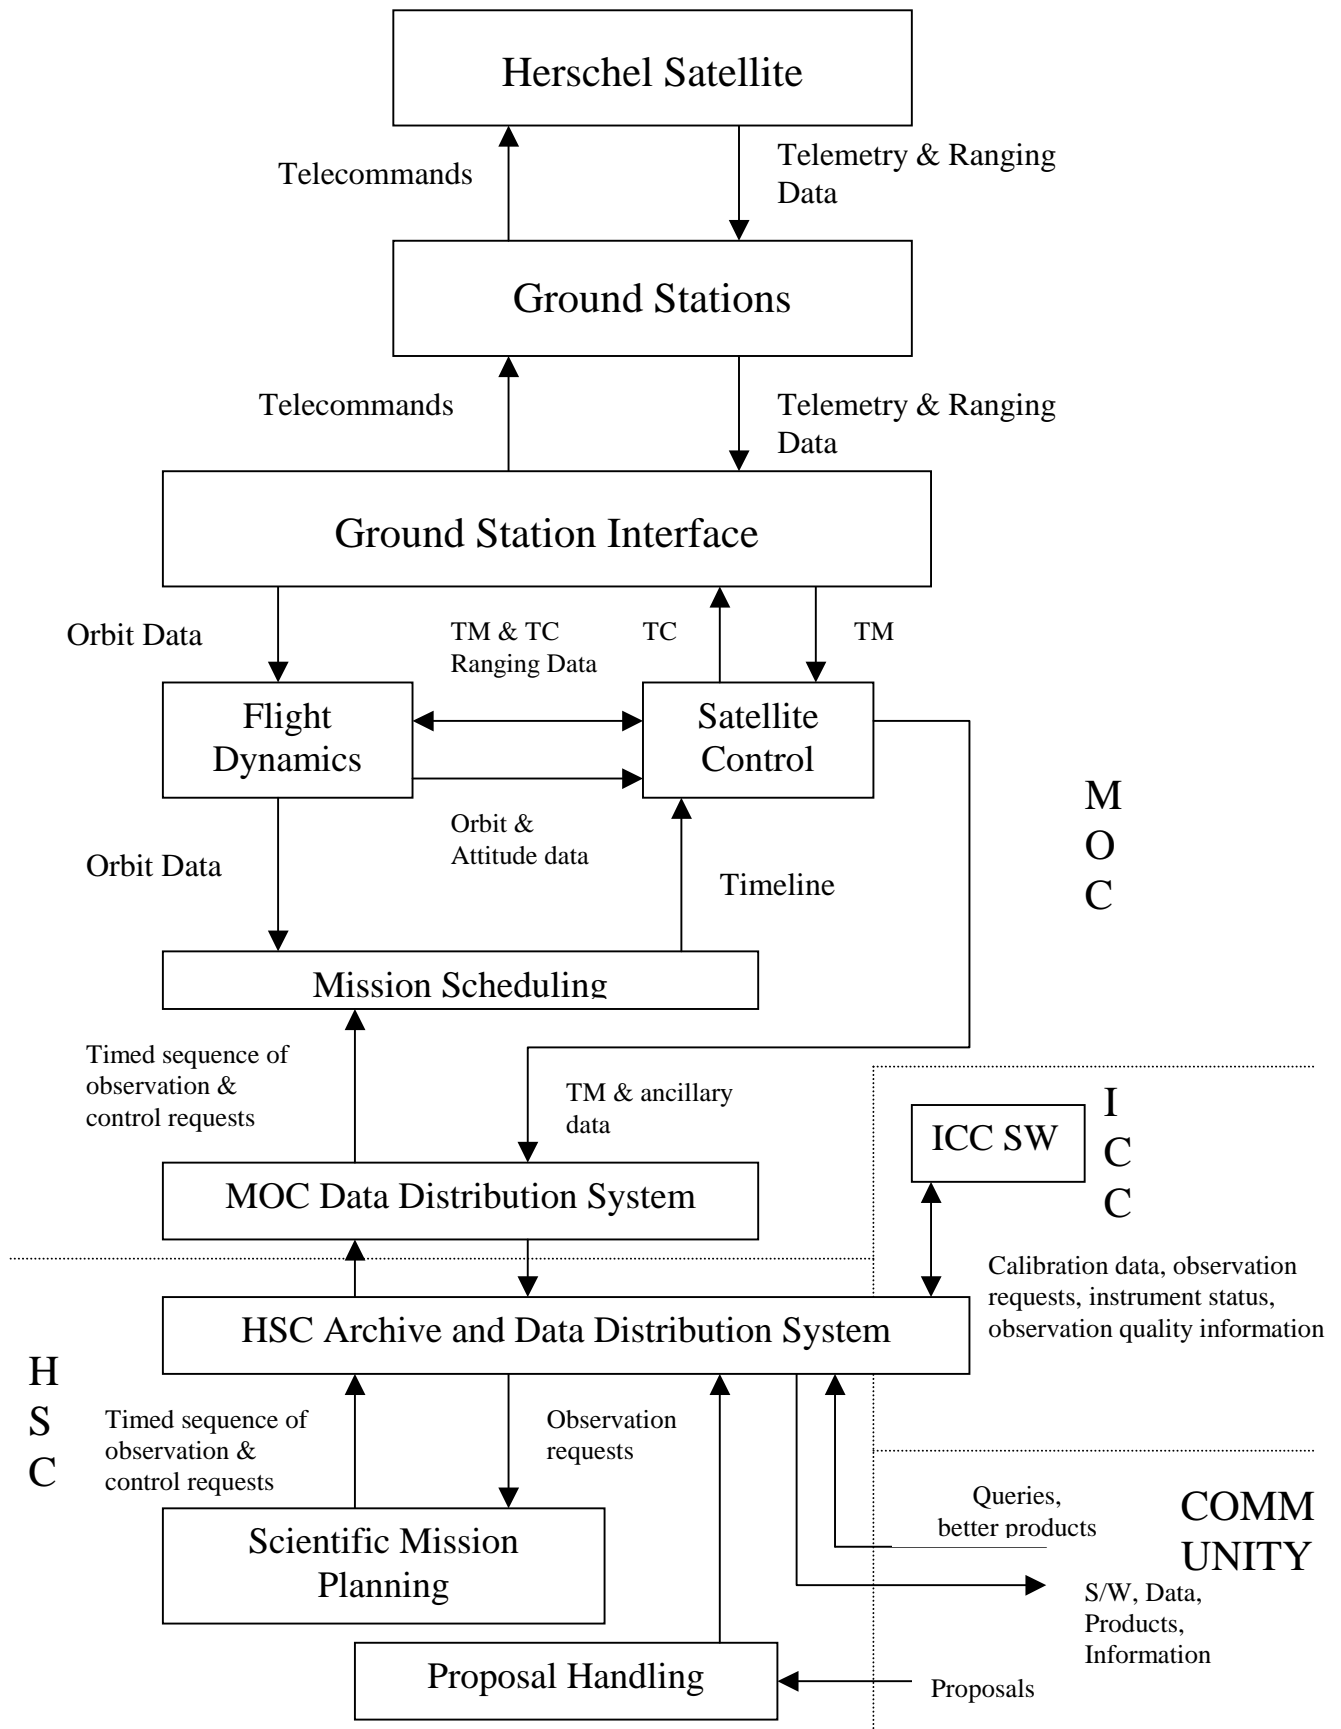 Herschel Satellite
Telecommands
Telemetry & Ranging
Data
Ground Stations
Telecommands
Telemetry & Ranging
Data
Ground Station Interface
Orbit Data
TM & TC
Ranging Data
TC
TM
Flight
Dynamics
Satellite
Control
Orbit &
Attitude data
Orbit Data
Timeline
M
O
C
Mission Scheduling
Timed sequence of
observation &
control requests
TM & ancillary
data
ICC SW
I
C
C
MOC Data Distribution System
Calibration data, observation
requests, instrument status,
observation quality information
HSC Archive and Data Distribution System
H
S
C
Timed sequence of
observation &
control requests
Observation
requests
Queries,
better products
COMM
UNITY
Scientific Mission
Planning
S/W, Data,
Products,
Information
Proposal Handling
Proposals